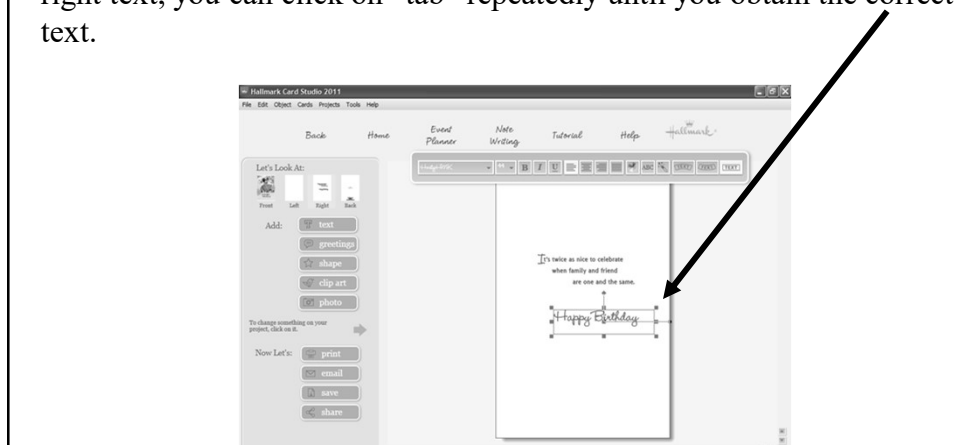 right text, you can click on "tab" repeatedly until you obtain the correct
text.
Hallmark Card Studio 2011
File Edit Object Cards Projects Tools Help
Back Home Event Planner Note Writing Tutorial Help Hallmark
B I U ABC TEXT
Let's Look At:
Front Left Right Back
Add: text
greetings
shape
clip art
photo
It's twice as nice to celebrate
when family and friend
are one and the same.
Happy Birthday
To change something on your
project, click on it.
Now Let's: print
email
save
share